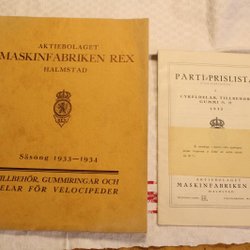 AKTIEBOLAGET
MASKINFABRIKEN REX
HALMSTAD
Säsong 1933-1934
TILLBEHÖR, GUMMIRINGAR OCH
DELAR FÖR VELOCIPEDER
PARTI-PRISLISTA
CYKELDELAR, TILLBEHÖR
GUMMI
AKTIEBOLAGET
MASKINFABRIKEN
HALMSTAD